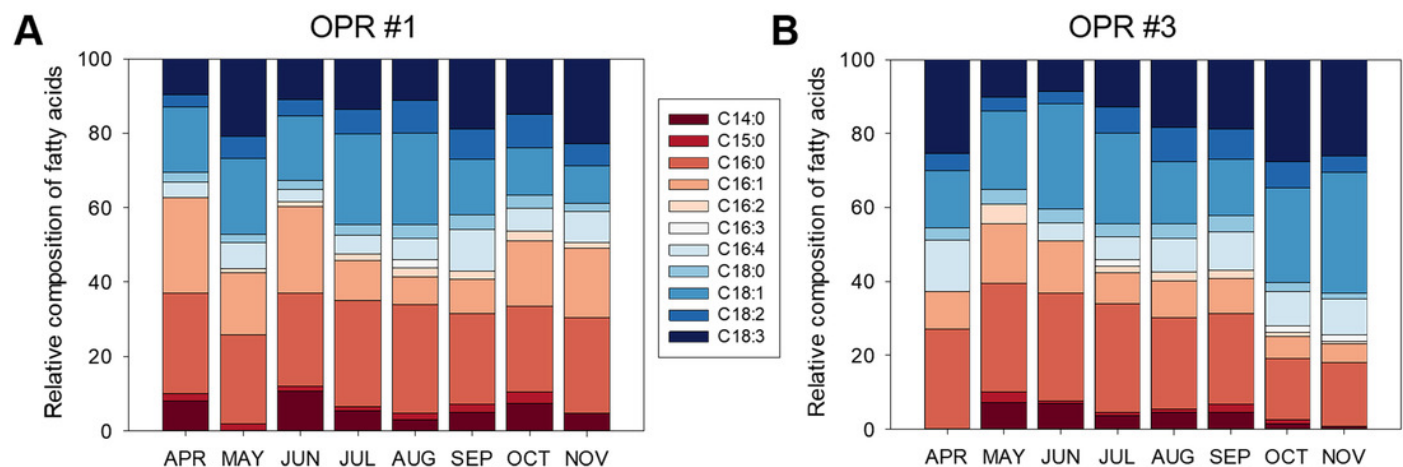 A
OPR #1
Relative composition of fatty acids
100
80
60
40
20
0
APR MAY JUN JUL AUG SEP OCT NOV
C14:0
C15:0
C16:0
C16:1
C16:2
C16:3
C16:4
C18:0
C18:1
C18:2
C18:3
B
OPR #3
Relative composition of fatty acids
100
80
60
40
20
0
APR MAY JUN JUL AUG SEP OCT NOV